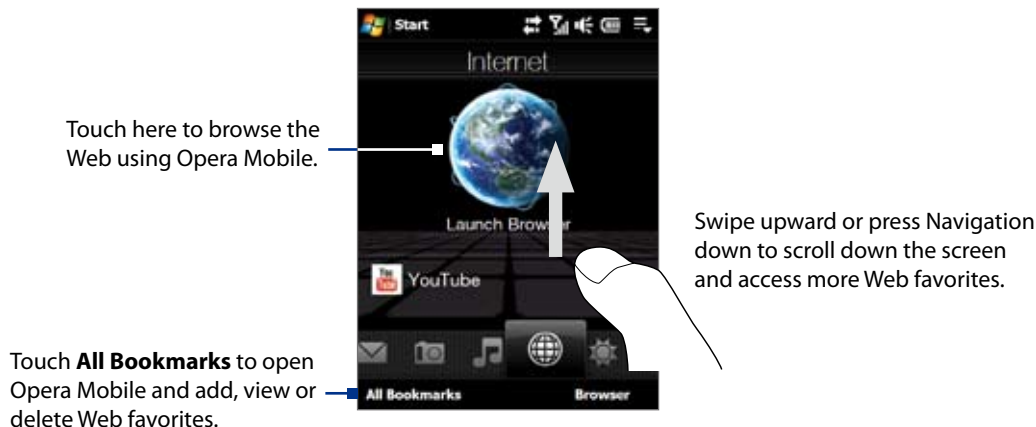 Start
Internet
Touch here to browse the
Web using Opera Mobile.
Launch Browser
Swipe upward or press Navigation
down to scroll down the screen
and access more Web favorites.
You
Tube
YouTube
Touch All Bookmarks to open
Opera Mobile and add, view or
delete Web favorites.
All Bookmarks
Browser